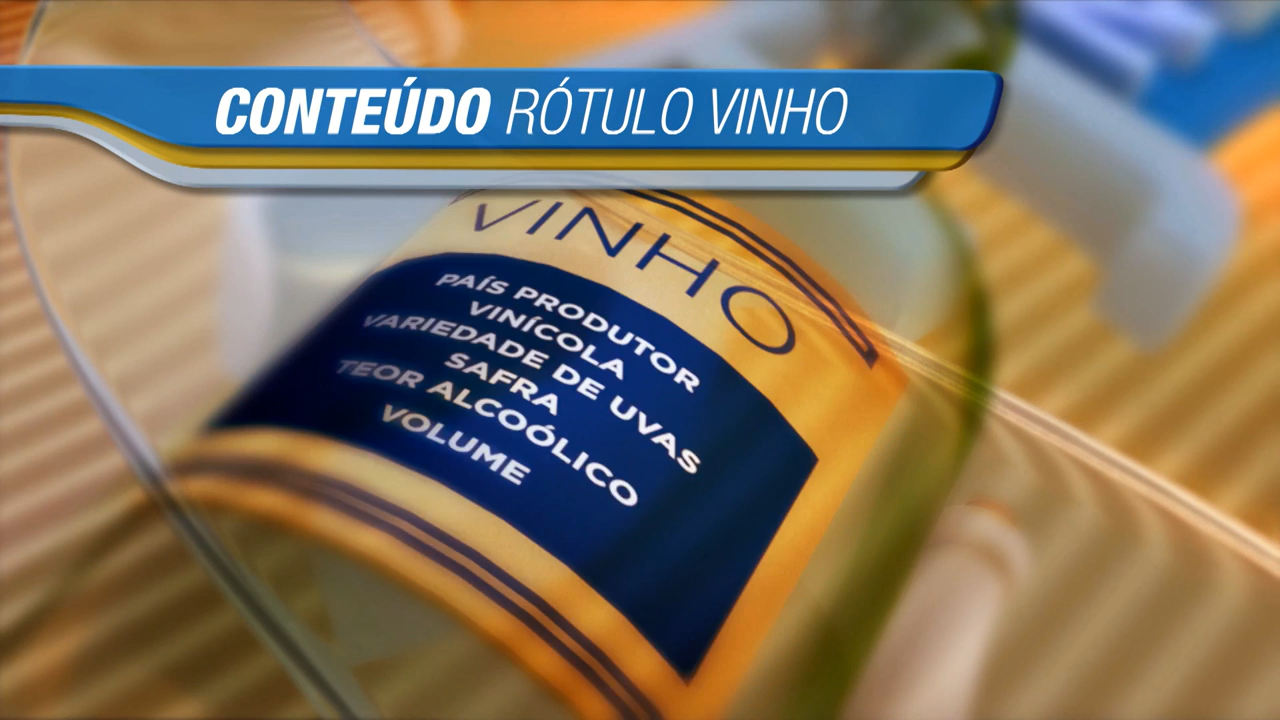 CONTEÚDO RÓTULO VINHO
VINHO
PAÍS PRODUTOR
VINÍCOLA
VARIEDADE DE UVAS
SAFRA
TEOR ALCOÓLICO
VOLUME